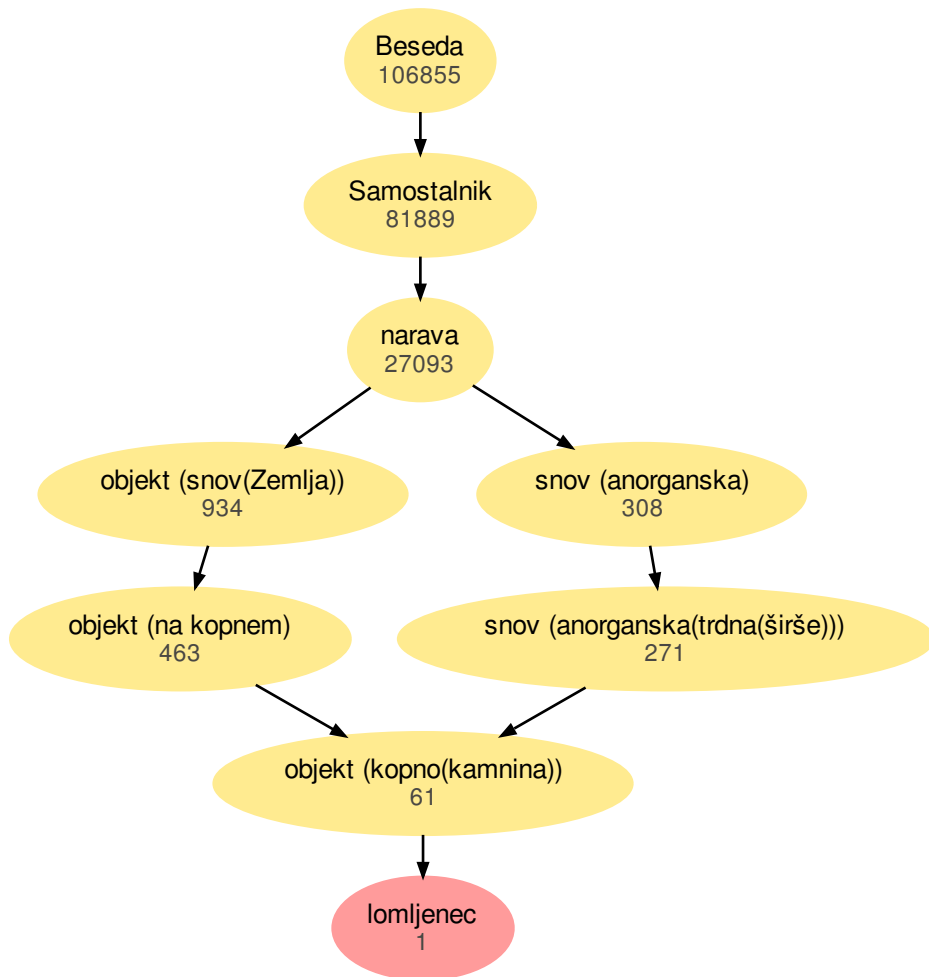 Beseda
106855
Samostalnik
81889
narava
27093
objekt (snov(Zemlja))
934
snov (anorganska)
308
objekt (na kopnem)
463
snov (anorganska(trdna(širše)))
271
objekt (kopno(kamnina))
61
lomljenec
1